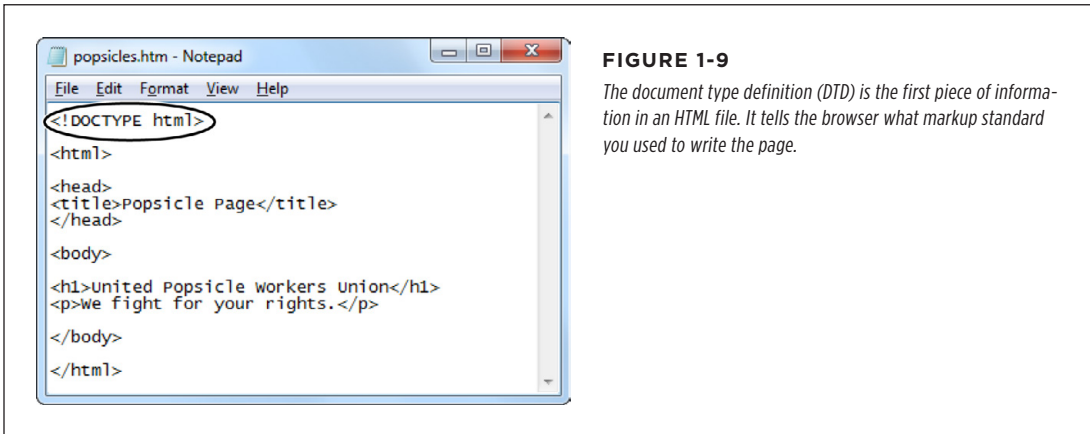 popsicles.htm - Notepad
File Edit Format View Help
<!DOCTYPE html>
<html>
<head>
<title>Popsicle Page</title>
</head>
<body>
<h1>United Popsicle Workers Union</h1>
<p>We fight for your rights.</p>
</body>
</html>
FIGURE 1-9
The document type definition (DTD) is the first piece of informa-
tion in an HTML file. It tells the browser what markup standard
you used to write the page.